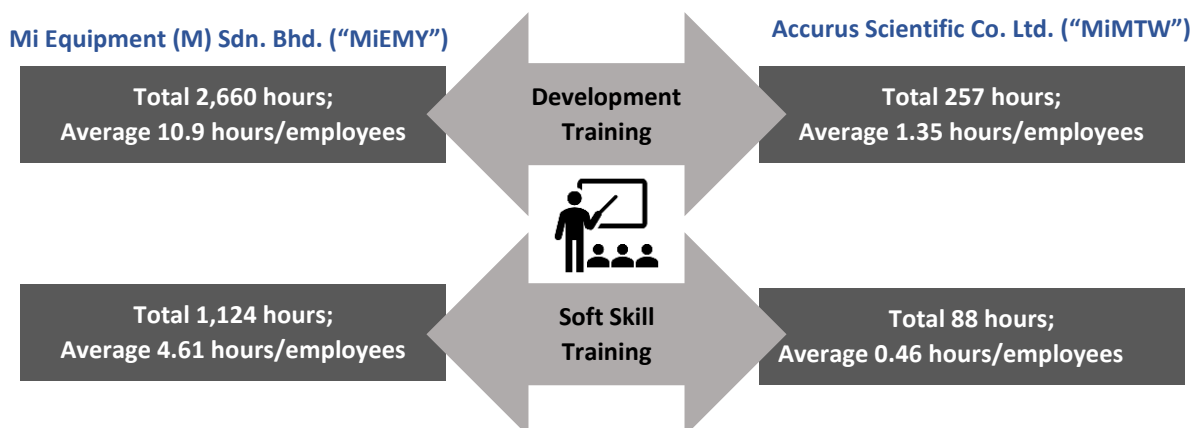 Mi Equipment (M) Sdn. Bhd. (“MiEMY”)
Accurus Scientific Co. Ltd. (“MiMTW”)
Total 2,660 hours;
Average 10.9 hours/employees
Development
Training
Total 257 hours;
Average 1.35 hours/employees
Total 1,124 hours;
Average 4.61 hours/employees
Soft Skill
Training
Total 88 hours;
Average 0.46 hours/employees